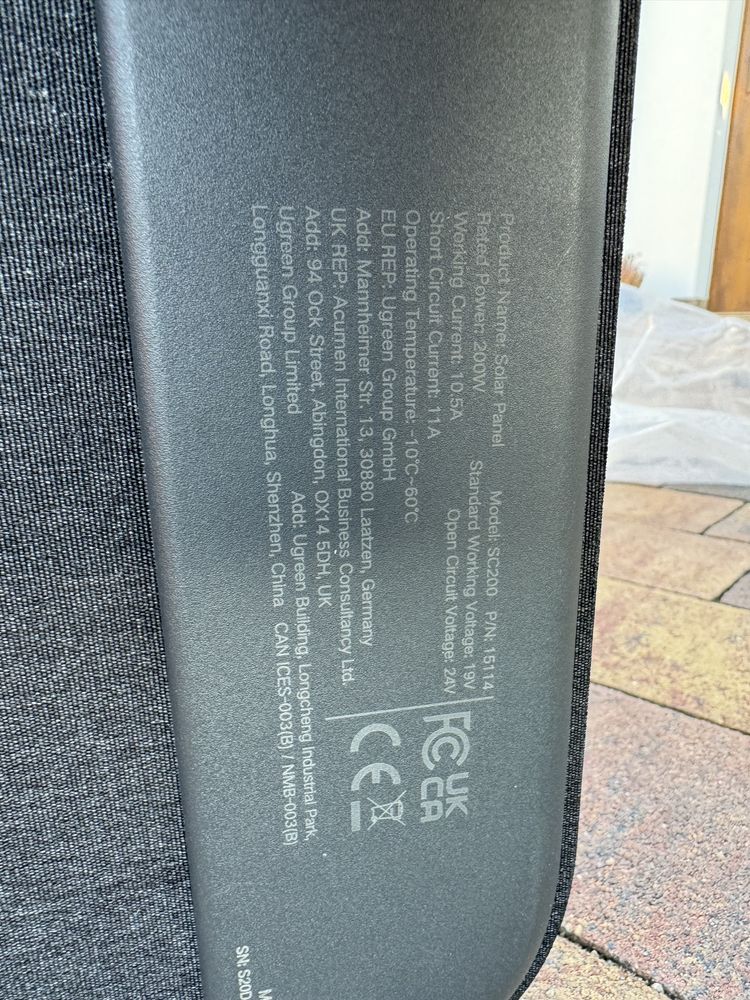 Product Name: Solar Panel Model: SC200 P/N: 15114
Rated Power: 200W Standard Working Voltage: 19V
Working Current: 10.5A Open Circuit Voltage: 24V
Short Circuit Current: 11A
Operating Temperature: -10°C~60°C
EU REP: Ugreen Group GmbH
Add: Mannheimer Str. 13, 30880 Laatzen, Germany
UK REP: Acumen International Business Consultancy Ltd.
Add: 94 Ock Street, Abingdon, OX14 5DH, UK
Ugreen Group Limited Add: Ugreen Building, Longcheng Industrial Park,
Longguanxi Road, Longhua, Shenzhen, China CAN ICES-003(B) / NMB-003(B)
FC UK
CA
CE
M
SN: S20D